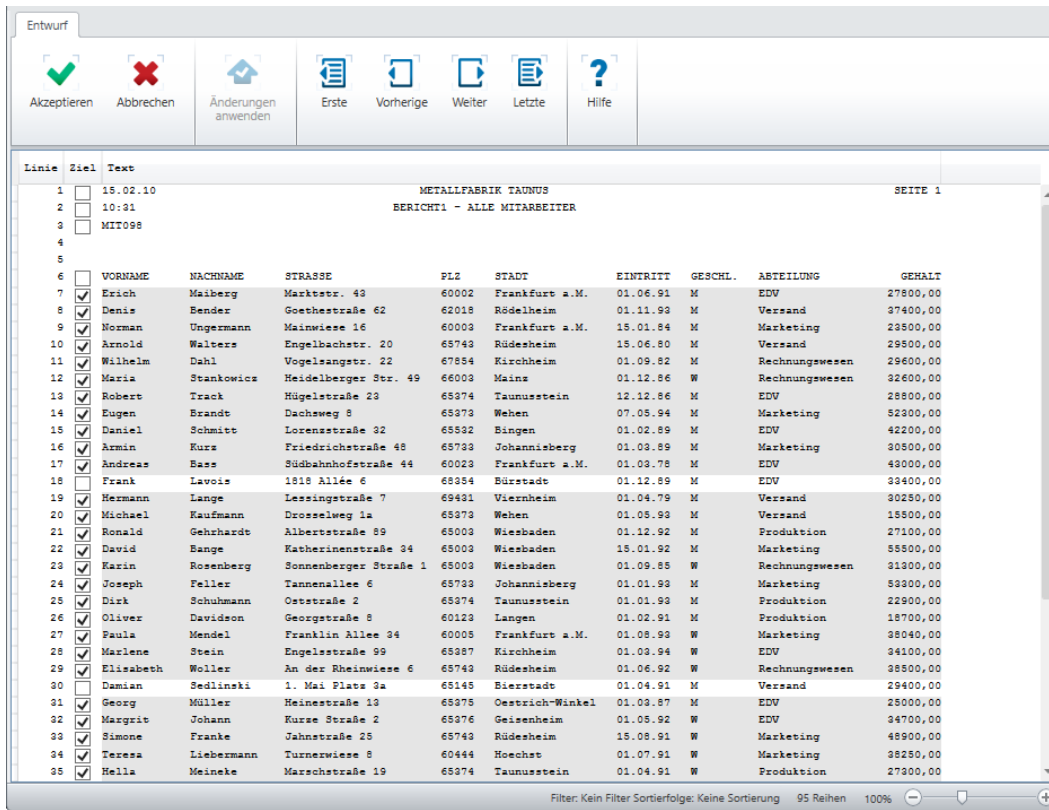 Entwurf
Akzeptieren Abbrechen Änderungen anwenden Erste Vorherige Weiter Letzte Hilfe
Linie Ziel Text
1 15.02.10 METALLFABRIK TAUNUS SEITE 1
2 10:31 BERICHT1 - ALLE MITARBEITER
3 MIT098
4
5
6 VORNAME NACHNAME STRASSE PLZ STADT EINTRITT GESCHL. ABTEILUNG GEHALT
7 Erich Maiberg Marktstr. 43 60002 Frankfurt a.M. 01.06.91 M EDV 27800,00
8 Denis Bender Goethestraße 62 62018 Rödelheim 01.11.93 M Versand 37400,00
9 Norman Ungermann Mainwiese 16 60003 Frankfurt a.M. 15.01.84 M Marketing 23500,00
10 Arnold Walters Engelbachstr. 20 65743 Rüdesheim 15.06.80 M Versand 29500,00
11 Wilhelm Dahl Vogelsangstr. 22 67854 Kirchheim 01.09.82 M Rechnungswesen 29600,00
12 Maria Stankowicz Heidelberger Str. 49 66003 Mainz 01.12.86 W Rechnungswesen 32600,00
13 Robert Track Hügelstraße 23 65374 Taunusstein 12.12.86 M EDV 28800,00
14 Eugen Brandt Dachsweg 8 65373 Wehen 07.05.94 M Marketing 52300,00
15 Daniel Schmitt Lorenzstraße 32 65532 Bingen 01.02.89 M EDV 42200,00
16 Armin Kurz Friedrichstraße 48 65733 Johannisberg 01.03.89 M Marketing 30500,00
17 Andreas Bass Südbahnhofstraße 44 60023 Frankfurt a.M. 01.03.78 M EDV 43000,00
18 Frank Lavois 1818 Allée 6 68354 Bürstadt 01.12.89 M EDV 33400,00
19 Hermann Lange Lessingstraße 7 69431 Viernheim 01.04.79 M Versand 30250,00
20 Michael Kaufmann Drosselweg 1a 65373 Wehen 01.05.93 M Versand 15500,00
21 Ronald Gehrhardt Albertstraße 89 65003 Wiesbaden 01.12.92 M Produktion 27100,00
22 David Bange Katherinenstraße 34 65003 Wiesbaden 15.01.92 M Marketing 55500,00
23 Karin Rosenberg Sonnenberger Straße 1 65003 Wiesbaden 01.09.85 W Rechnungswesen 31300,00
24 Joseph Feller Tannenallee 6 65733 Johannisberg 01.01.93 M Marketing 53300,00
25 Dirk Schuhmann Oststraße 2 65374 Taunusstein 01.01.93 M Produktion 22900,00
26 Oliver Davidson Georgstraße 8 60123 Langen 01.02.91 M Produktion 18700,00
27 Paula Mendel Franklin Allee 34 60005 Frankfurt a.M. 01.08.93 W Marketing 38040,00
28 Marlene Stein Engelsstraße 99 65387 Kirchheim 01.03.94 W EDV 34100,00
29 Elisabeth Woller An der Rheinwiese 6 65743 Rüdesheim 01.06.92 W Rechnungswesen 38500,00
30 Damian Sedlinski 1. Mai Platz 3a 65145 Bierstadt 01.04.91 M Versand 29400,00
31 Georg Müller Heinestraße 13 65375 Oestrich-Winkel 01.03.87 M EDV 25000,00
32 Margrit Johann Kurze Straße 2 65376 Geisenheim 01.05.92 W EDV 34700,00
33 Simone Franke Jahnstraße 25 65743 Rüdesheim 15.08.91 W Marketing 48900,00
34 Teresa Liebermann Turnerwiese 8 60444 Hoechst 01.07.91 W Marketing 38250,00
35 Hella Meineke Marschstraße 19 65374 Taunusstein 01.04.91 W Produktion 27300,00
Filter: Kein Filter Sortierfolge: Keine Sortierung 95 Reihen 100%